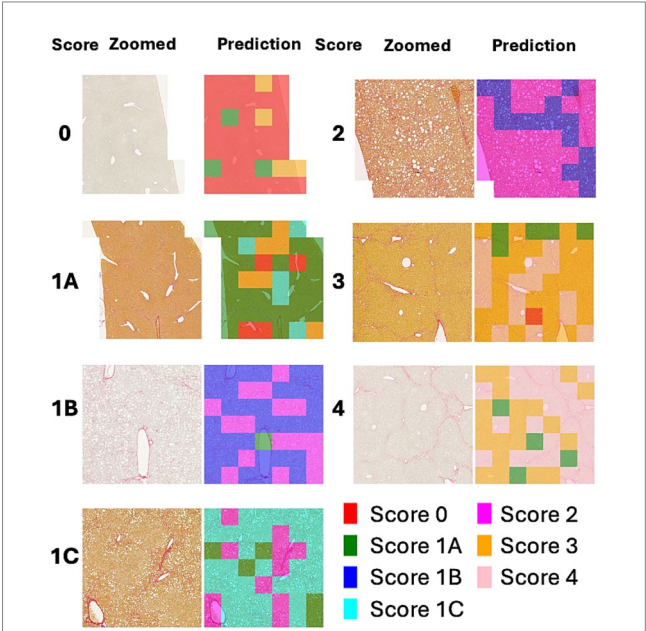 Score Zoomed Prediction Score Zoomed Prediction
0 2
1A 3
1B 4
1C
Score 0 Score 2
Score 1A Score 3
Score 1B Score 4
Score 1C